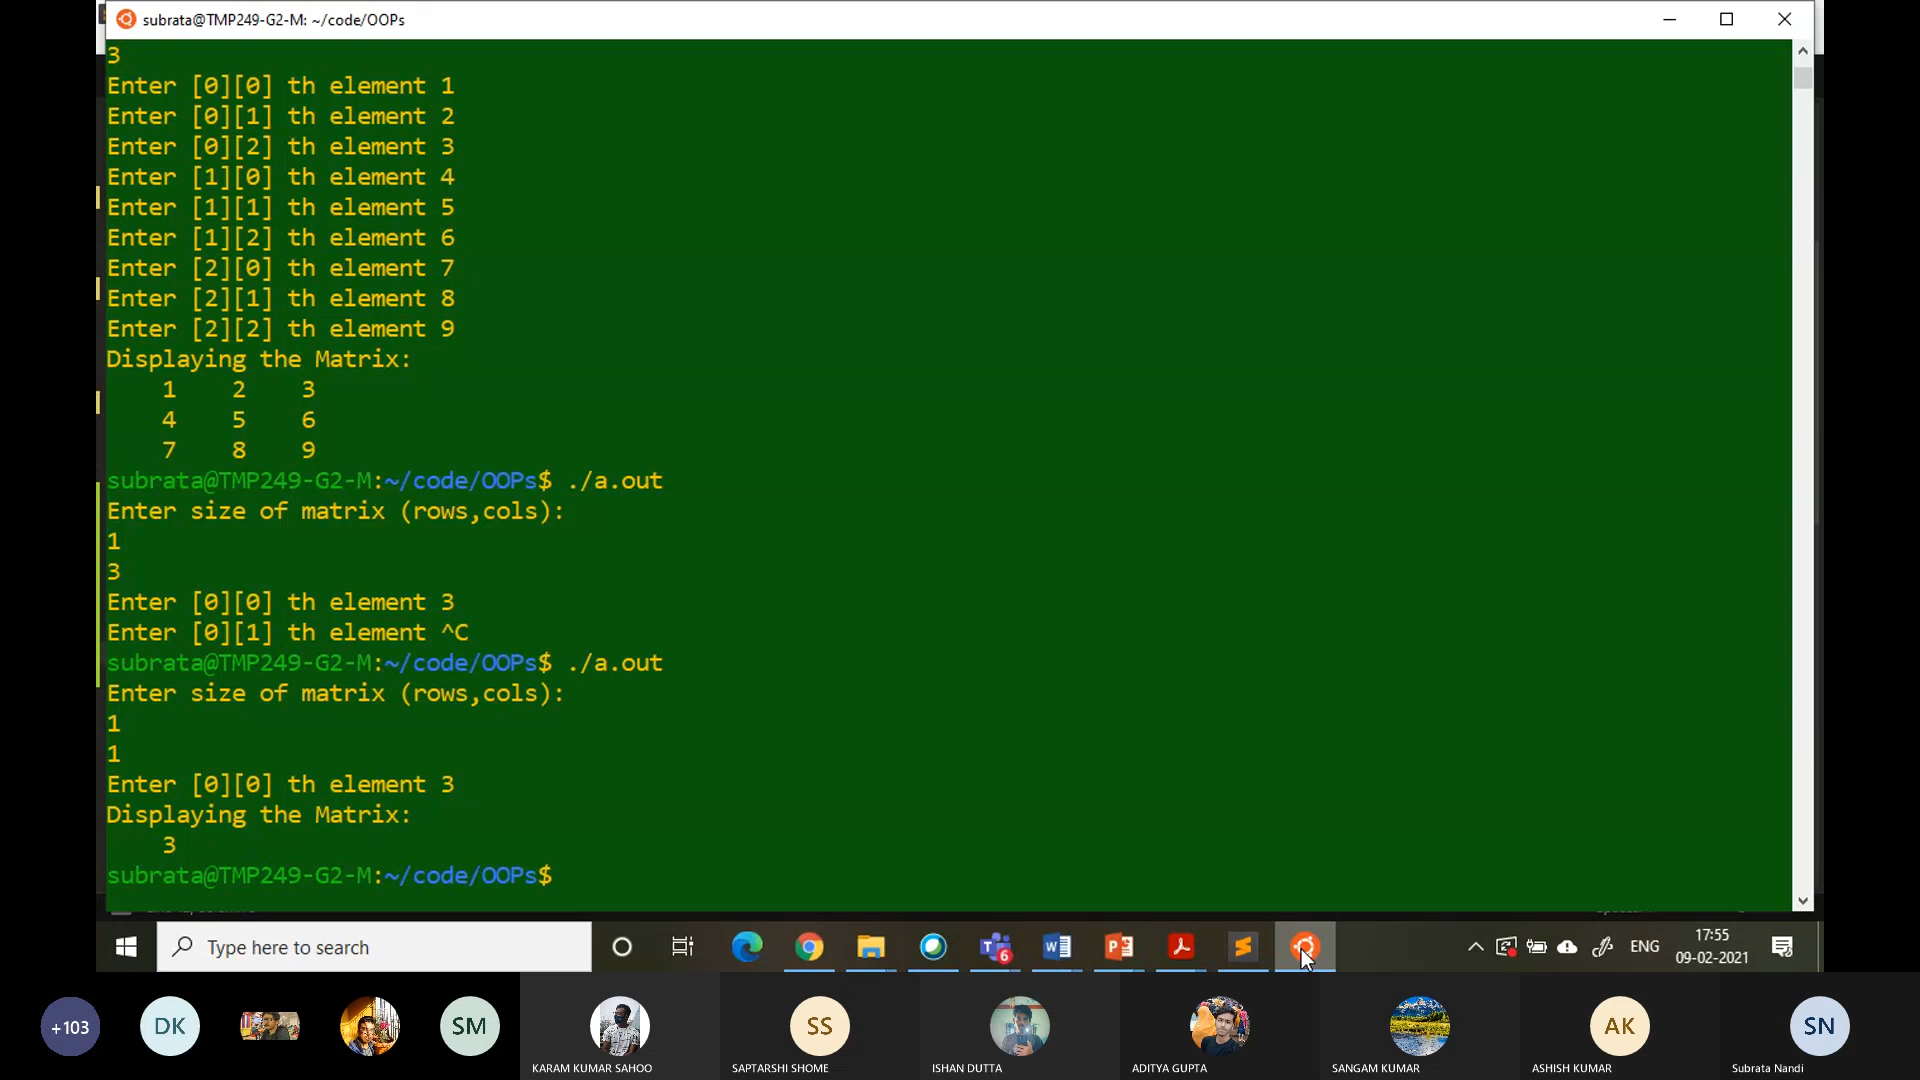 subrata@TMP249-G2-M: ~/code/OOPs
3
Enter [0][0] th element 1
Enter [0][1] th element 2
Enter [0][2] th element 3
Enter [1][0] th element 4
Enter [1][1] th element 5
Enter [1][2] th element 6
Enter [2][0] th element 7
Enter [2][1] th element 8
Enter [2][2] th element 9
Displaying the Matrix:
1 2 3
4 5 6
7 8 9
subrata@TMP249-G2-M:~/code/OOPs$ ./a.out
Enter size of matrix (rows,cols):
1
3
Enter [0][0] th element 3
Enter [0][1] th element ^C
subrata@TMP249-G2-M:~/code/OOPs$ ./a.out
Enter size of matrix (rows,cols):
1
1
Enter [0][0] th element 3
Displaying the Matrix:
3
subrata@TMP249-G2-M:~/code/OOPs$
Type here to search
6
ENG
17:55
09-02-2021
+103
DK
SM
SS
AK
SN
KARAM KUMAR SAHOO
SAPTARSHI SHOME
ISHAN DUTTA
ADITYA GUPTA
SANGAM KUMAR
ASHISH KUMAR
Subrata Nandi